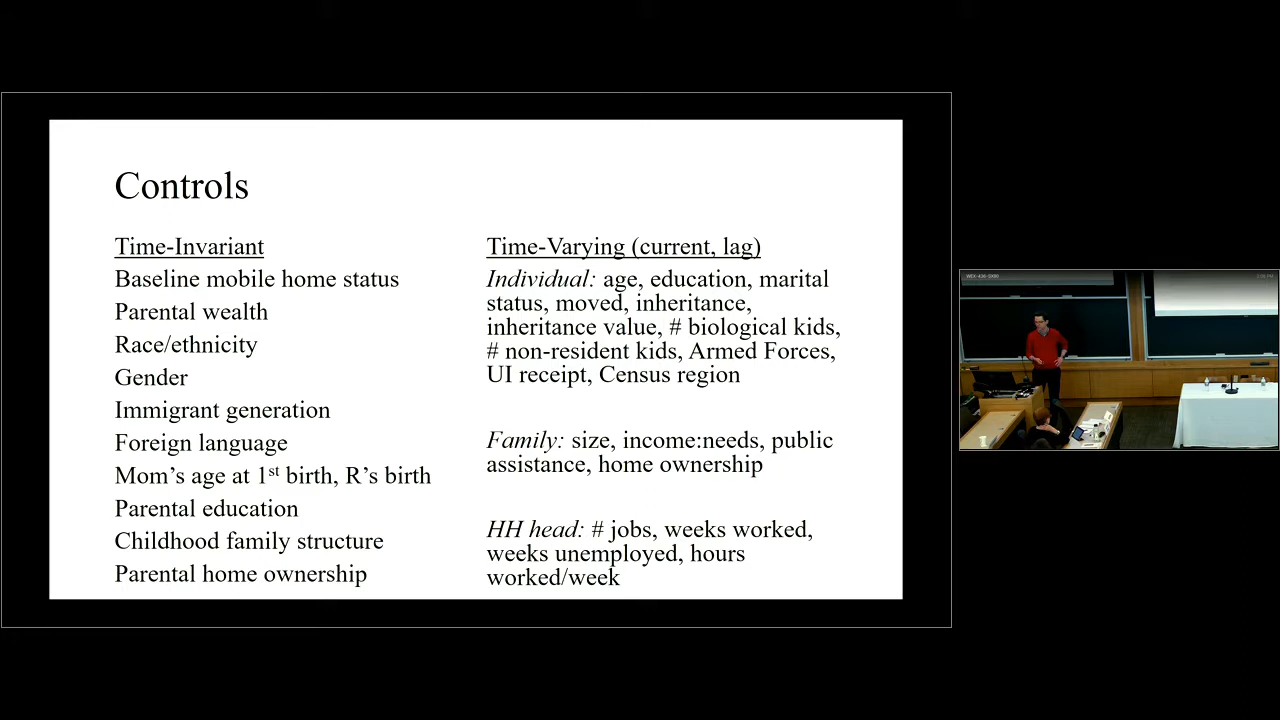 Controls
Time-Invariant
Baseline mobile home status
Parental wealth
Race/ethnicity
Gender
Immigrant generation
Foreign language
Mom's age at 1st birth, R's birth
Parental education
Childhood family structure
Parental home ownership
Time-Varying (current, lag)
Individual: age, education, marital
status, moved, inheritance,
inheritance value, # biological kids,
# non-resident kids, Armed Forces,
UI receipt, Census region
Family: size, income:needs, public
assistance, home ownership
HH head: # jobs, weeks worked,
weeks unemployed, hours
worked/week